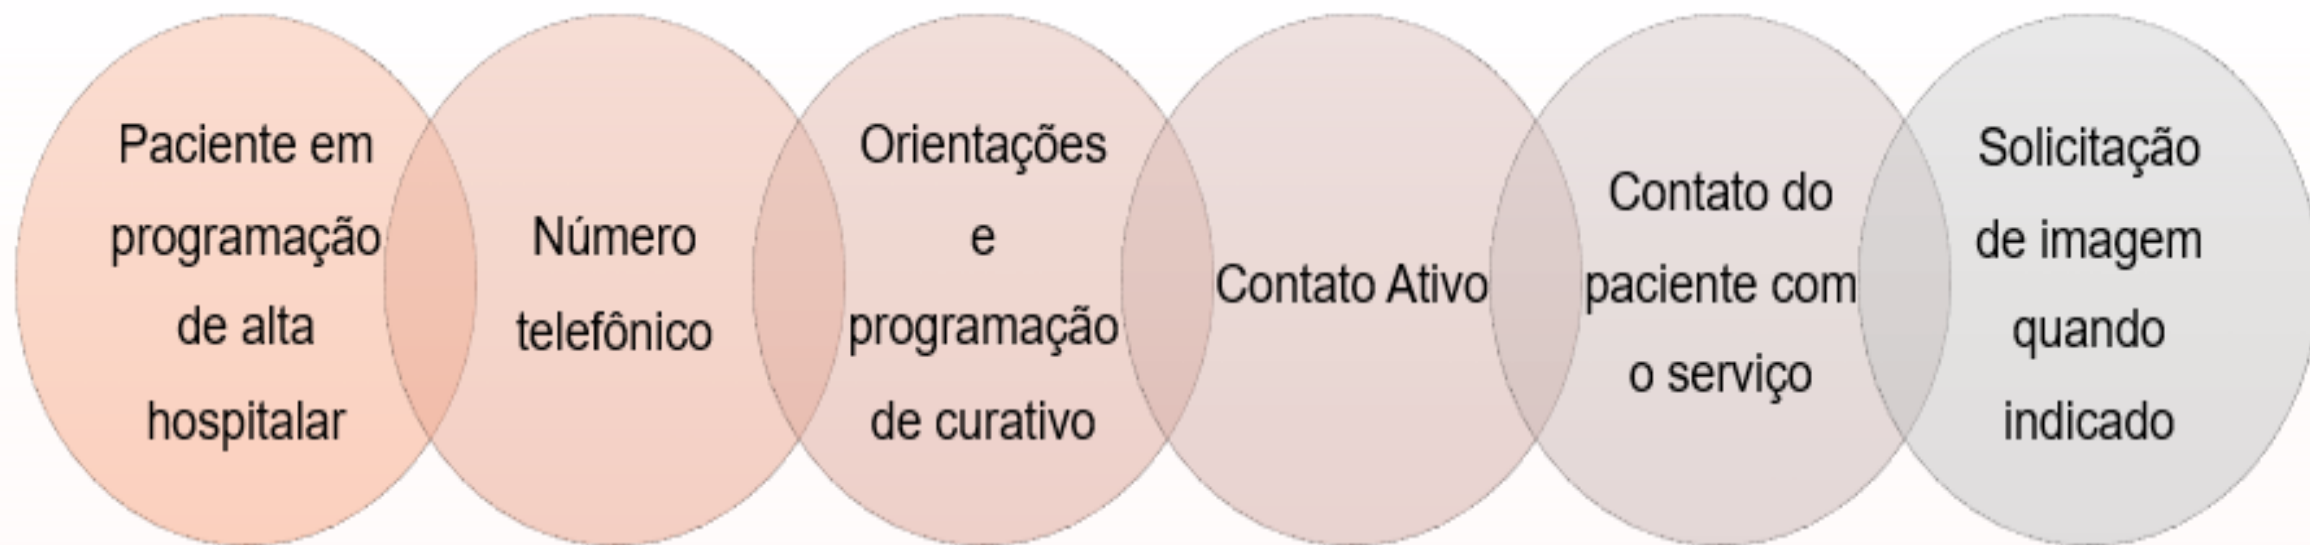 Paciente em
programação
de alta
hospitalar
Número
telefônico
Orientações
e
programação
de curativo
Contato Ativo
Contato do
paciente com
o serviço
Solicitação
de imagem
quando
indicado